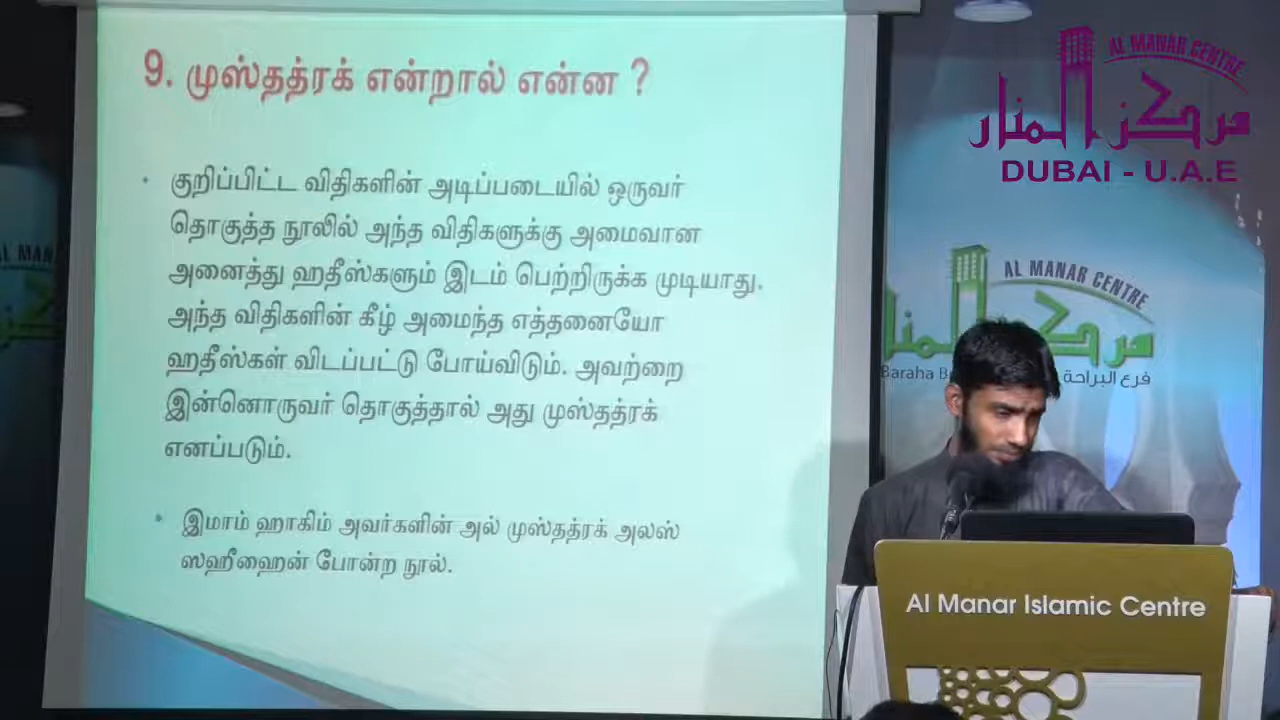 9. முஸ்தத்ரக் என்றால் என்ன ?
• குறிப்பிட்ட விதிகளின் அடிப்படையில் ஒருவர்
தொகுத்த நூலில் அந்த விதிகளுக்கு அமைவான
அனைத்து ஹதீஸ்களும் இடம் பெற்றிருக்க முடியாது.
அந்த விதிகளின் கீழ் அமைந்த எத்தனையோ
ஹதீஸ்கள் விடப்பட்டு போய்விடும். அவற்றை
இன்னொருவர் தொகுத்தால் அது முஸ்தத்ரக்
எனப்படும்.
• இமாம் ஹாகிம் அவர்களின் அல் முஸ்தத்ரக் அலஸ்
ஸஹீஹைன் போன்ற நூல்.
AL MANAR CENTRE
مركز المنار
DUBAI - U.A.E
AL MANAR CENTRE
مركز المنار
Baraha
فرع البراحة
Al Manar Islamic Centre